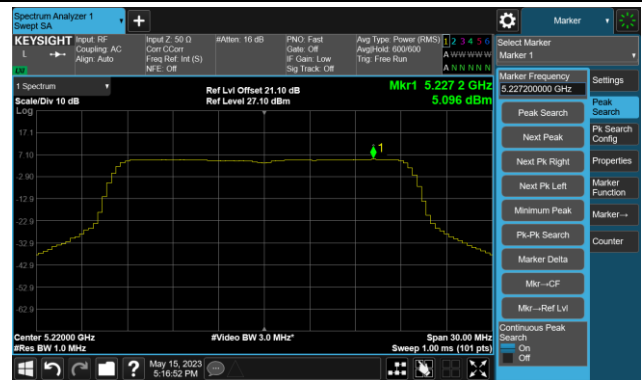 Spectrum Analyzer 1
Swept SA
Marker
KEYSIGHT
L
LW
Input: RF
Coupling: AC
Align: Auto
Input Z: 50 Ω
Corr CCorr
Freq Ref: Int (S)
NFE: Off
#Atten: 16 dB
PNO: Fast
Gate: Off
IF Gain: Low
Sig Track: Off
Avg Type: Power (RMS)
Avg|Hold: 600/600
Trig: Free Run
1 2 3 4 5 6
A W W W W W
A N N N N N
Select Marker
Marker 1
1 Spectrum
Scale/Div 10 dB
Log
Ref Lvl Offset 21.10 dB
Ref Level 27.10 dBm
Mkr1 5.227 2 GHz
5.096 dBm
17.1
7.10
-2.90
-12.9
-22.9
-32.9
-42.9
-52.9
-62.9
1
Center 5.22000 GHz
#Res BW 1.0 MHz
#Video BW 3.0 MHz*
Span 30.00 MHz
Sweep 1.00 ms (101 pts)
Marker Frequency
5.227200000 GHz
Peak Search
Next Peak
Next Pk Right
Next Pk Left
Minimum Peak
Pk-Pk Search
Marker Delta
Mkr→CF
Mkr→Ref Lvl
Continuous Peak
Search
On
Off
Settings
Peak
Search
Pk Search
Config
Properties
Marker
Function
Marker→
Counter
?
May 15, 2023
5:16:52 PM